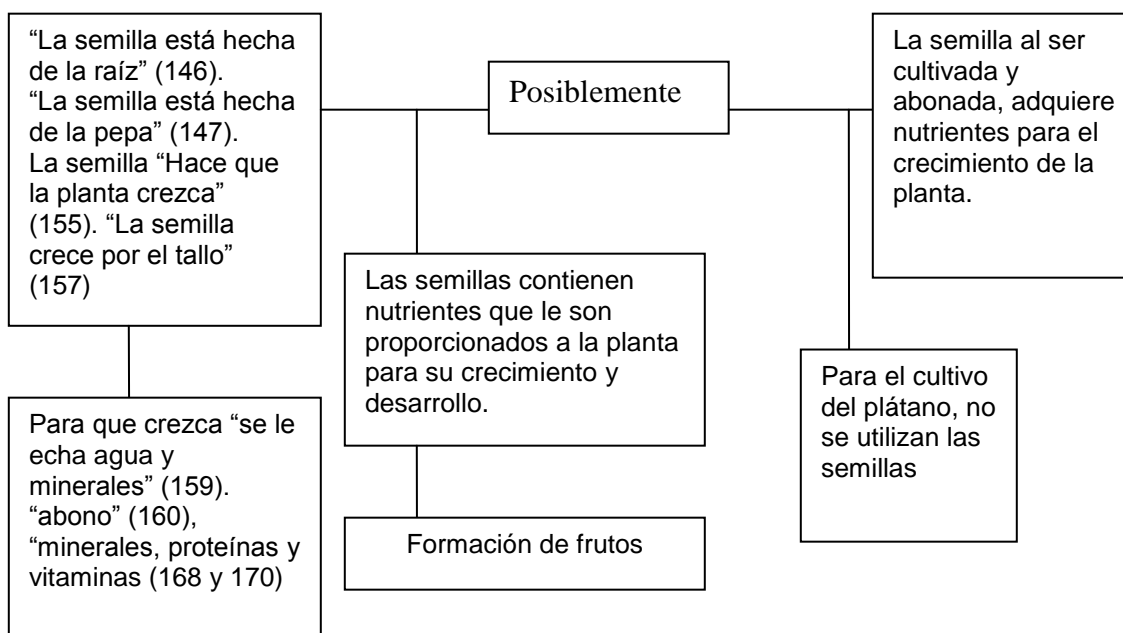 “La semilla está hecha
de la raíz” (146).
“La semilla está hecha
de la pepa” (147).
La semilla “Hace que
la planta crezca”
(155). “La semilla
crece por el tallo”
(157)
Posiblemente
La semilla al ser
cultivada y
abonada, adquiere
nutrientes para el
crecimiento de la
planta.
Las semillas contienen
nutrientes que le son
proporcionados a la planta
para su crecimiento y
desarrollo.
Para el cultivo
del plátano, no
se utilizan las
semillas
Para que crezca “se le
echa agua y
minerales” (159).
“abono” (160),
“minerales, proteínas y
vitaminas (168 y 170)
Formación de frutos